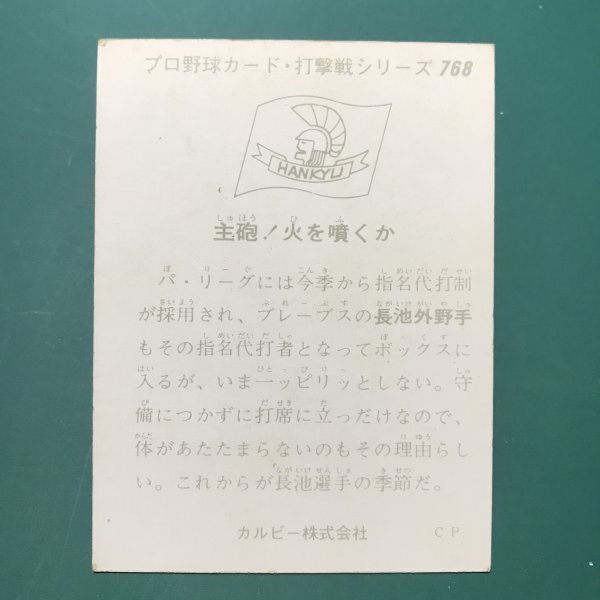 プロ野球カード・打撃戦シリーズ 768
HANKYU
主砲！火を噴くか
パ・リーグには今季から指名代打制
が採用され、ブレーブスの長池外野手
もその指名代打者となってボックスに
入るが、いま一ッピリッとしない。守
備につかずに打席に立つだけなので、
体があたたまらないのもその理由らし
い。これからが長池選手の季節だ。
カルビー株式会社 C P.